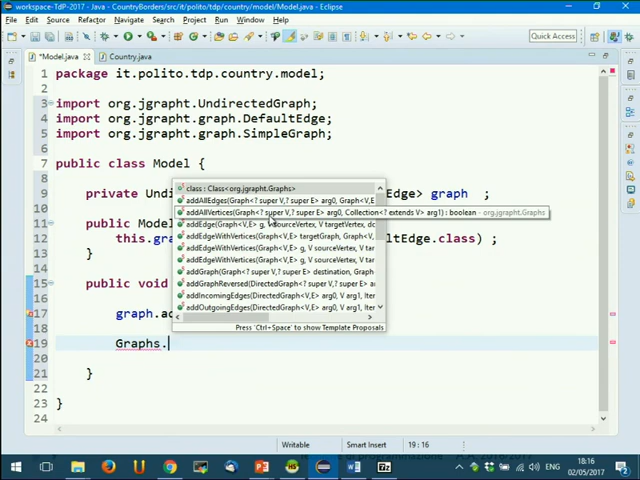 workspace-TdP-2017 - Java - CountryBorders/src/it/polito/tdp/country/model/Model.java - Eclipse
File Edit Source Refactor Navigate Search Project Run Window Help
Quick Access
*Model.java Country.java
1 package it.polito.tdp.country.model;
2
3 import org.jgrapht.UndirectedGraph;
4 import org.jgrapht.graph.DefaultEdge;
5 import org.jgrapht.graph.SimpleGraph;
6
7 public class Model {
8
9 private Und Edge> graph ;
10
11 public Mode
12 this.gra ltEdge.class) ;
13 }
14
15 public void
16
17 graph.ad
18
19 Graphs.
20
21 }
22
23 }
24
class : Class<org.jgrapht.Graphs>
addAllEdges(Graph<? super V,? super E> arg0, Graph<V,E
addAllVertices(Graph<? super V,? super E> arg0, Collection<? extends V> arg1) : boolean - org.jgrapht.Graphs
addEdge(Graph<V,E> g, V sourceVertex, V targetVertex, dc
addEdgeWithVertices(Graph<V,E> targetGraph, Graph<V,
addEdgeWithVertices(Graph<V,E> g, V sourceVertex, V targ
addEdgeWithVertices(Graph<V,E> g, V sourceVertex, V targ
addGraph(Graph<? super V,? super E> destination, Graph
addGraphReversed(DirectedGraph<? super V,? super E> d
addIncomingEdges(DirectedGraph<V,E> arg0, V arg1, Iter
addOutgoingEdges(DirectedGraph<V,E> arg0, V arg1, Iter
Press 'Ctrl+Space' to show Template Proposals
Writable Smart Insert 19 : 16
18:16
02/05/2017